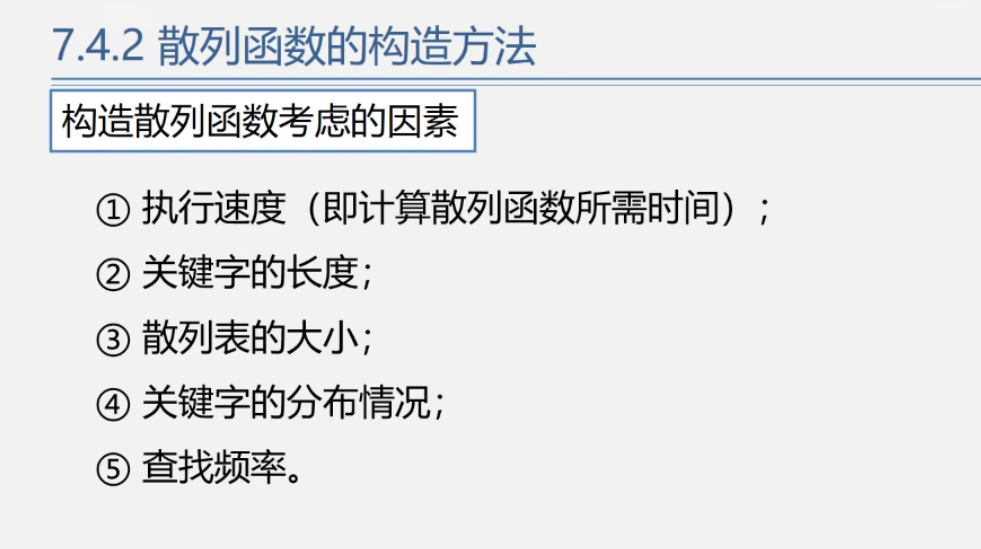 7.4.2 散列函数的构造方法
构造散列函数考虑的因素
① 执行速度（即计算散列函数所需时间）;
② 关键字的长度;
③ 散列表的大小;
④ 关键字的分布情况;
⑤ 查找频率。